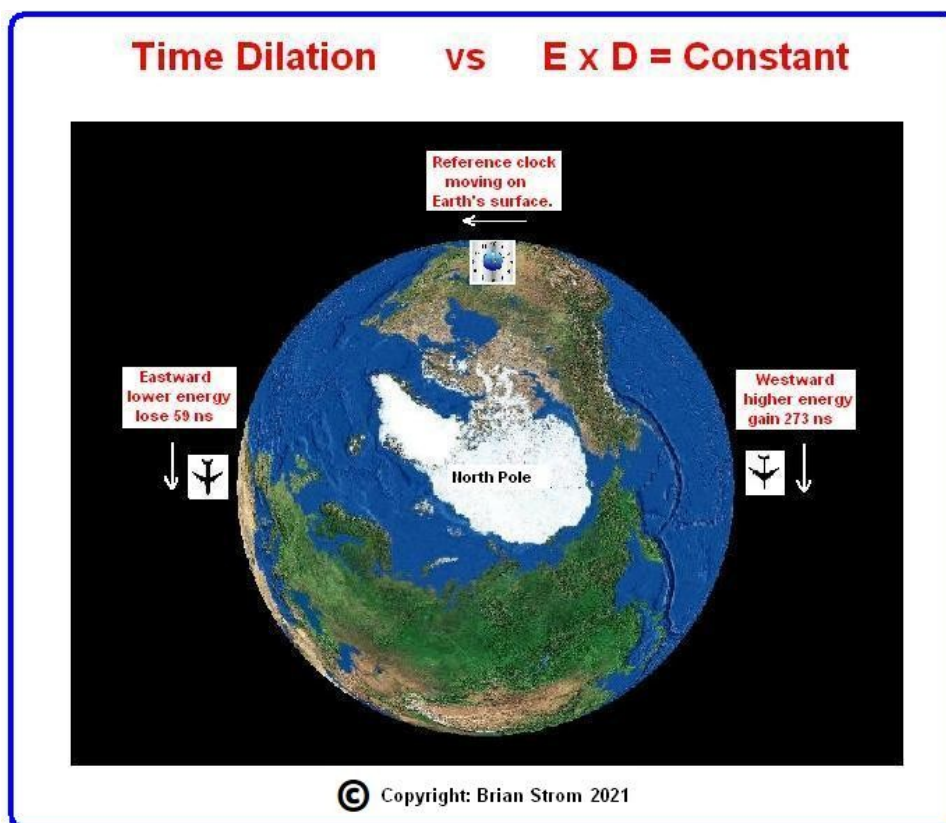 Time Dilation vs E x D = Constant
Reference clock
moving on
Earth's surface.
Eastward
lower energy
lose 59 ns
Westward
higher energy
gain 273 ns
North Pole
© Copyright: Brian Strom 2021